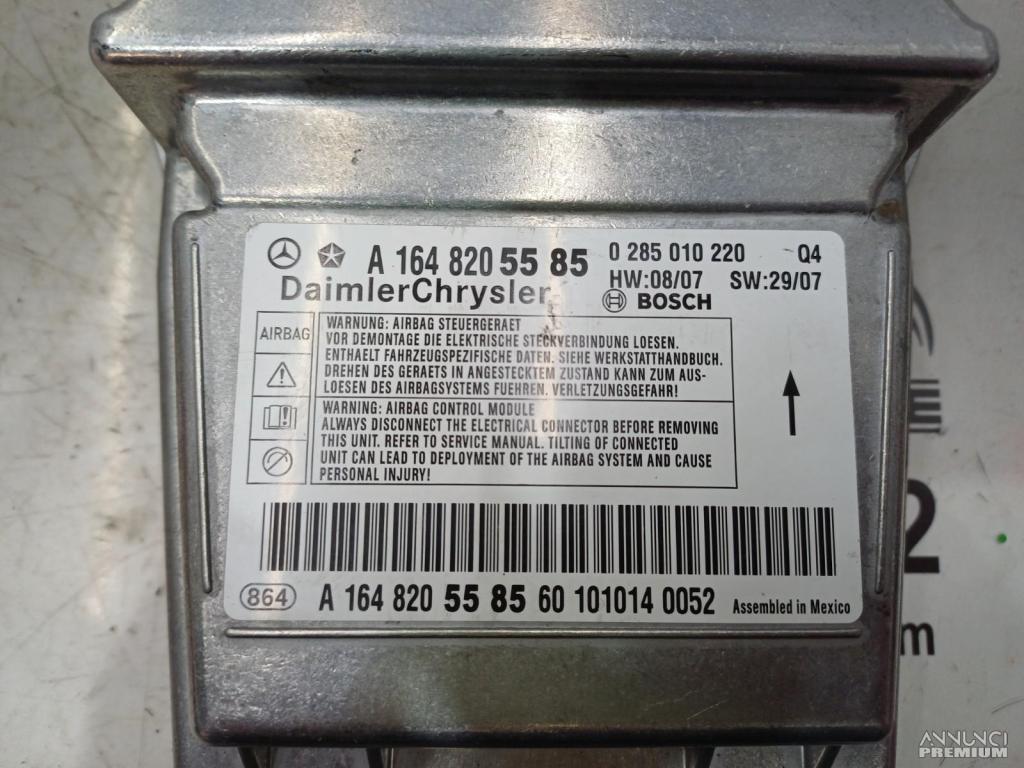 A 164 820 55 85
0 285 010 220 Q4
DaimlerChrysler
HW:08/07 SW:29/07
BOSCH
AIRBAG
WARNUNG: AIRBAG STEUERGERAET
VOR DEMONTAGE DIE ELEKTRISCHE STECKVERBINDUNG LOESEN.
ENTHAELT FAHRZEUGSPEZIFISCHE DATEN. SIEHE WERKSTATTHANDBUCH.
DREHEN DES GERAETS IN ANGESTECKTEM ZUSTAND KANN ZUM AUS-
LOESEN DES AIRBAGSYSTEMS FUEHREN. VERLETZUNGSGEFAHR!
WARNING: AIRBAG CONTROL MODULE
ALWAYS DISCONNECT THE ELECTRICAL CONNECTOR BEFORE REMOVING
THIS UNIT. REFER TO SERVICE MANUAL. TILTING OF CONNECTED
UNIT CAN LEAD TO DEPLOYMENT OF THE AIRBAG SYSTEM AND CAUSE
PERSONAL INJURY!
864
A 164 820 55 85 60 101014 0052 Assembled in Mexico
2
m
ANNUNCI
PREMIUM